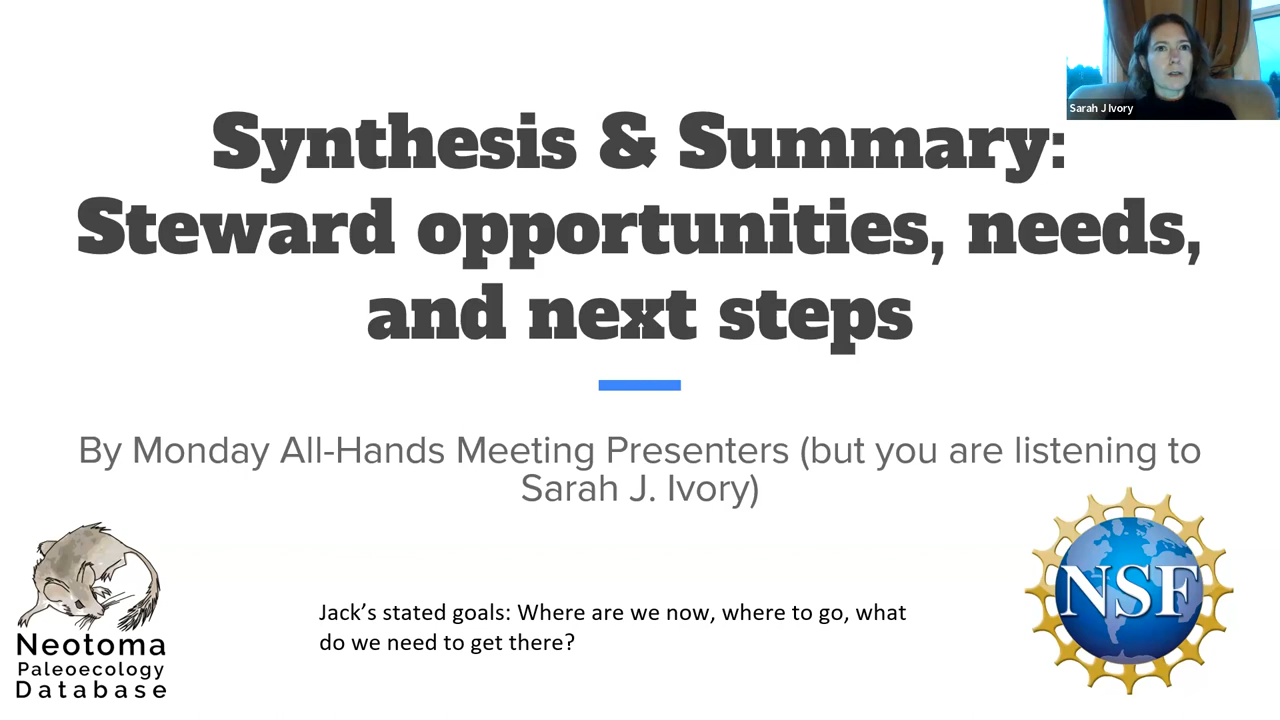 Sarah J Ivory
Synthesis & Summary:
Steward opportunities, needs,
and next steps
By Monday All-Hands Meeting Presenters (but you are listening to
Sarah J. Ivory)
Neotoma
Paleoecology
Database
Jack's stated goals: Where are we now, where to go, what
do we need to get there?
NSF